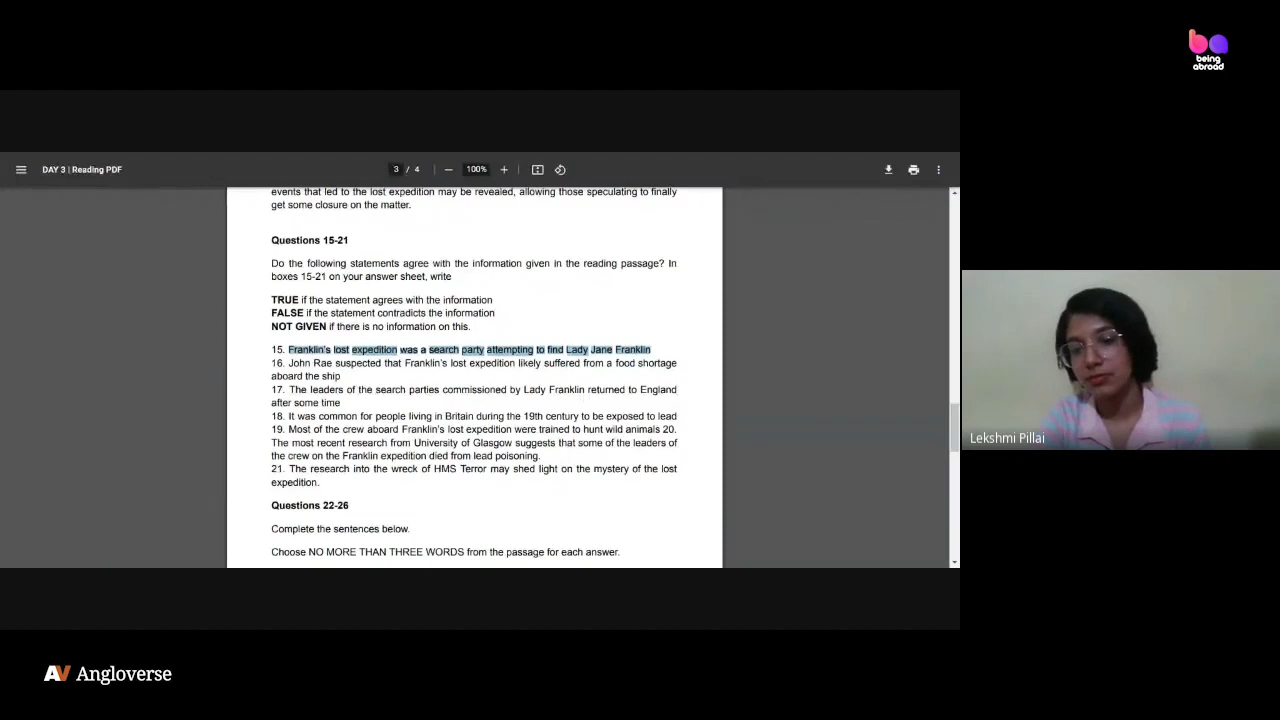 being
abroad
DAY 3 | Reading PDF
3 / 4
100%
events that led to the lost expedition may be revealed, allowing those speculating to finally
get some closure on the matter.
Questions 15-21
Do the following statements agree with the information given in the reading passage? In
boxes 15-21 on your answer sheet, write
TRUE if the statement agrees with the information
FALSE if the statement contradicts the information
NOT GIVEN if there is no information on this.
15. Franklin's lost expedition was a search party attempting to find Lady Jane Franklin
16. John Rae suspected that Franklin's lost expedition likely suffered from a food shortage
aboard the ship
17. The leaders of the search parties commissioned by Lady Franklin returned to England
after some time
18. It was common for people living in Britain during the 19th century to be exposed to lead
19. Most of the crew aboard Franklin's lost expedition were trained to hunt wild animals 20.
The most recent research from University of Glasgow suggests that some of the leaders of
the crew on the Franklin expedition died from lead poisoning.
21. The research into the wreck of HMS Terror may shed light on the mystery of the lost
expedition.
Questions 22-26
Complete the sentences below.
Choose NO MORE THAN THREE WORDS from the passage for each answer.
Lekshmi Pillai
AV Angloverse